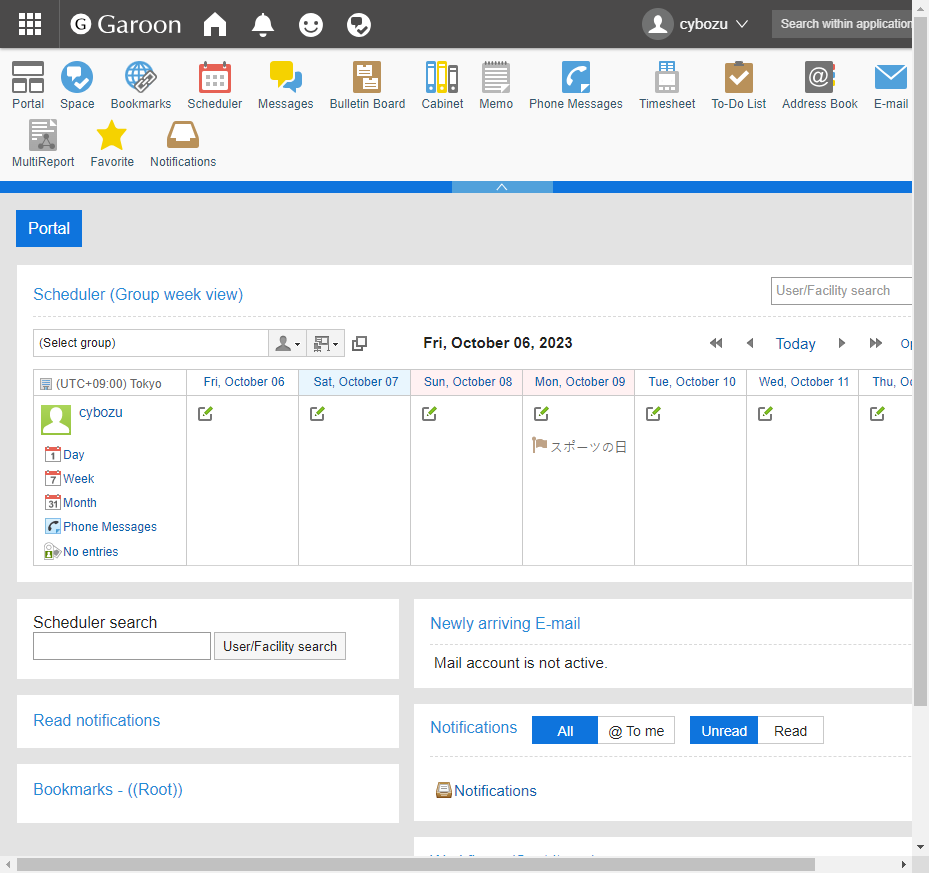 G Garoon
cybozu
Search within application
Portal
Space
Bookmarks
Scheduler
Messages
Bulletin Board
Cabinet
Memo
Phone Messages
Timesheet
To-Do List
Address Book
E-mail
MultiReport
Favorite
Notifications
Portal
Scheduler (Group week view)
User/Facility search
(Select group)
Fri, October 06, 2023
Today
(UTC+09:00) Tokyo
Fri, October 06
Sat, October 07
Sun, October 08
Mon, October 09
Tue, October 10
Wed, October 11
Thu,
cybozu
スポーツの日
1 Day
7 Week
31 Month
Phone Messages
No entries
Scheduler search
User/Facility search
Read notifications
Bookmarks - ((Root))
Newly arriving E-mail
Mail account is not active.
Notifications
All
@ To me
Unread
Read
Notifications